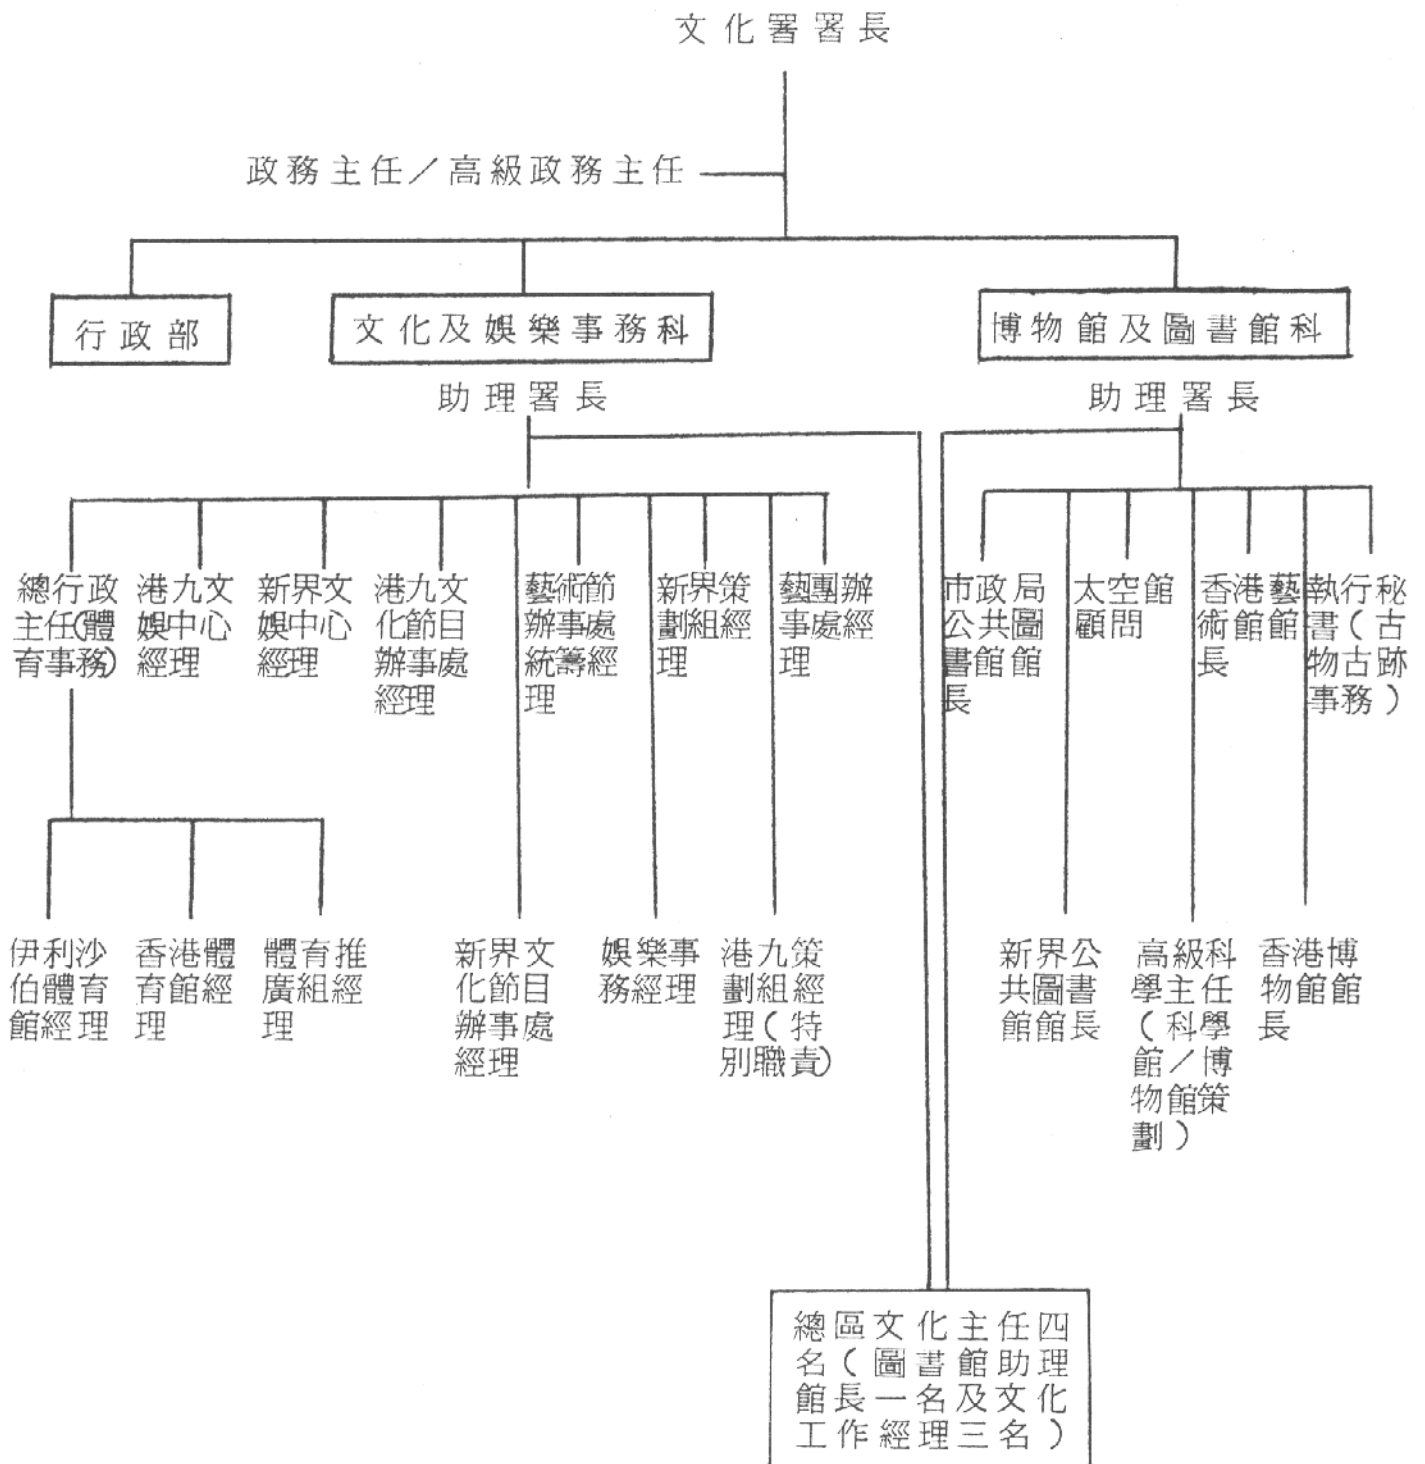 文化署署長
政務主任／高級政務主任
行政部
文化及娛樂事務科
博物館及圖書館科
助理署長
助理署長
總行政
主任(體
育事務)
港九文
娛中心
經理
新界文
娛中心
經理
港九文
化節目
辦事處
經理
藝術節
辦事處
統籌經
理
新界策
劃組經
理
藝團辦
事處經
理
市政局
公共圖
書館館
長
太空館
顧問
香港藝
術館館
長
執行秘
書(古
物古跡
事務)
伊利沙
伯體育
館經理
香港體
育館經
理
體育推
廣組經
理
新界文
化節目
辦事處
經理
娛樂事
務經理
港九策
劃組經
理(特
別職責)
新界公
共圖書
館館長
高級科
學主任
(科學
館／博
物館策
劃)
香港博
物館館
長
總區文化主任四
名(圖書館助理
館長一名及文化
工作經理三名)